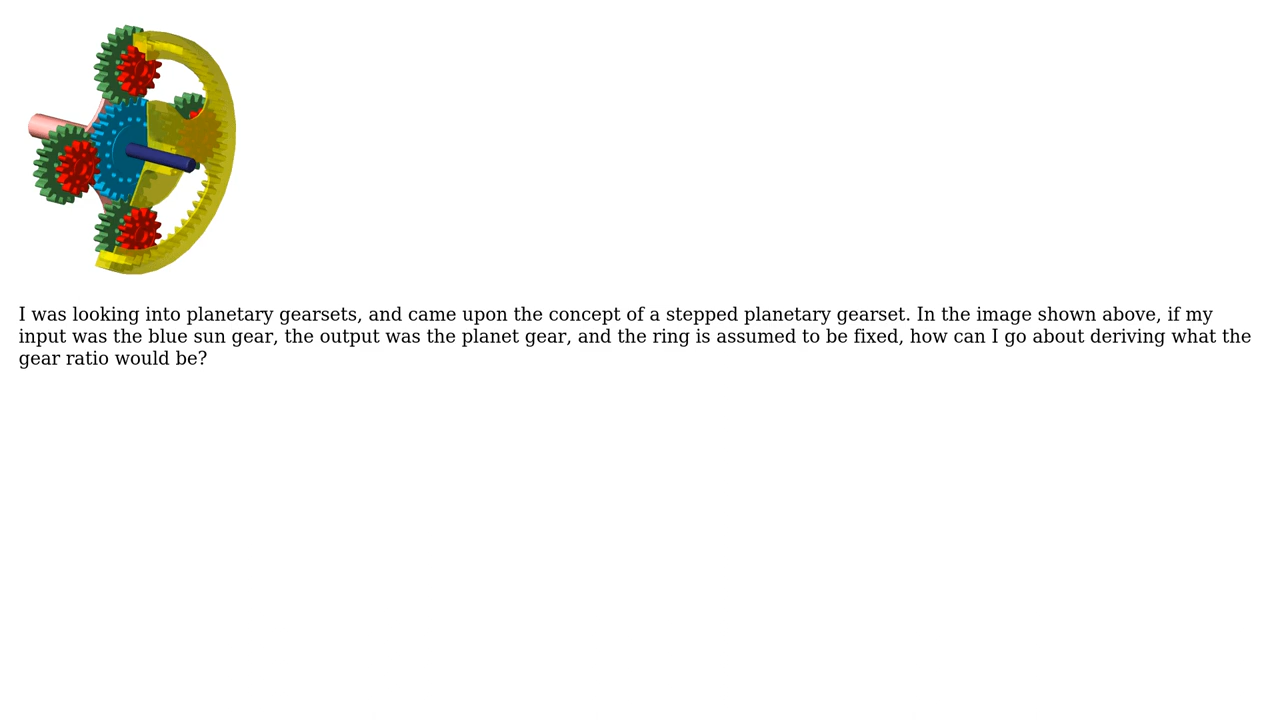 I was looking into planetary gearsets, and came upon the concept of a stepped planetary gearset. In the image shown above, if my
input was the blue sun gear, the output was the planet gear, and the ring is assumed to be fixed, how can I go about deriving what the
gear ratio would be?